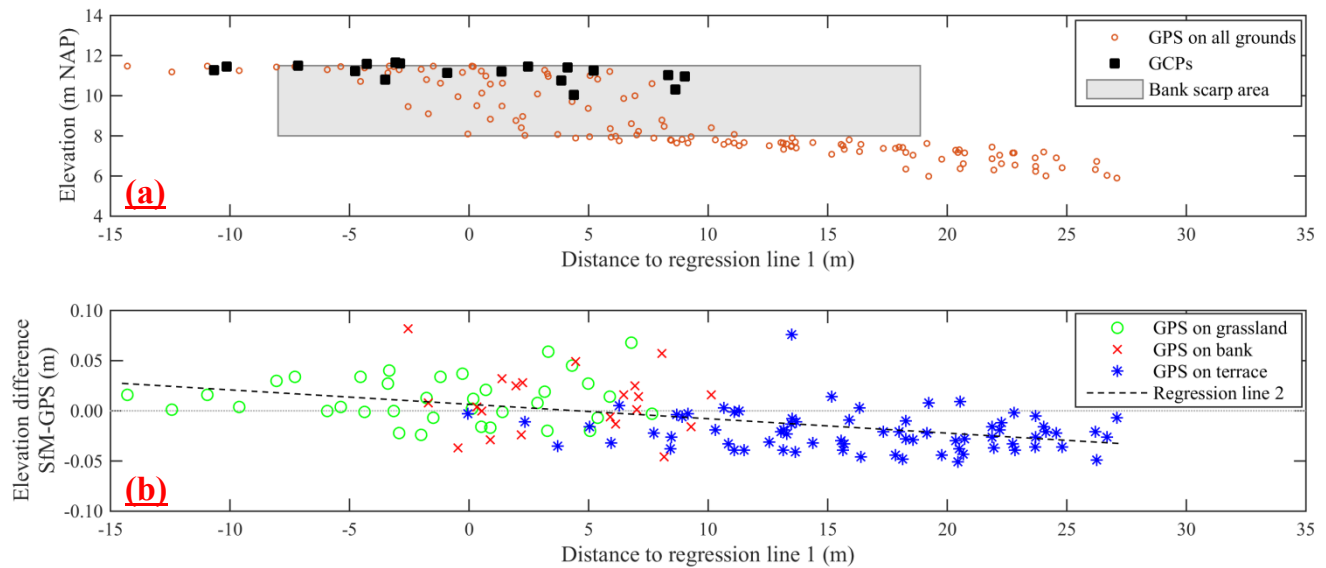 14
12
10
8
6
4
Elevation (m NAP)
GPS on all grounds
GCPs
Bank scarp area
(a)
-15 -10 -5 0 5 10 15 20 25 30 35
Distance to regression line 1 (m)
0.10
0.05
0.00
-0.05
-0.10
Elevation difference
SfM-GPS (m)
GPS on grassland
GPS on bank
GPS on terrace
Regression line 2
(b)
-15 -10 -5 0 5 10 15 20 25 30 35
Distance to regression line 1 (m)